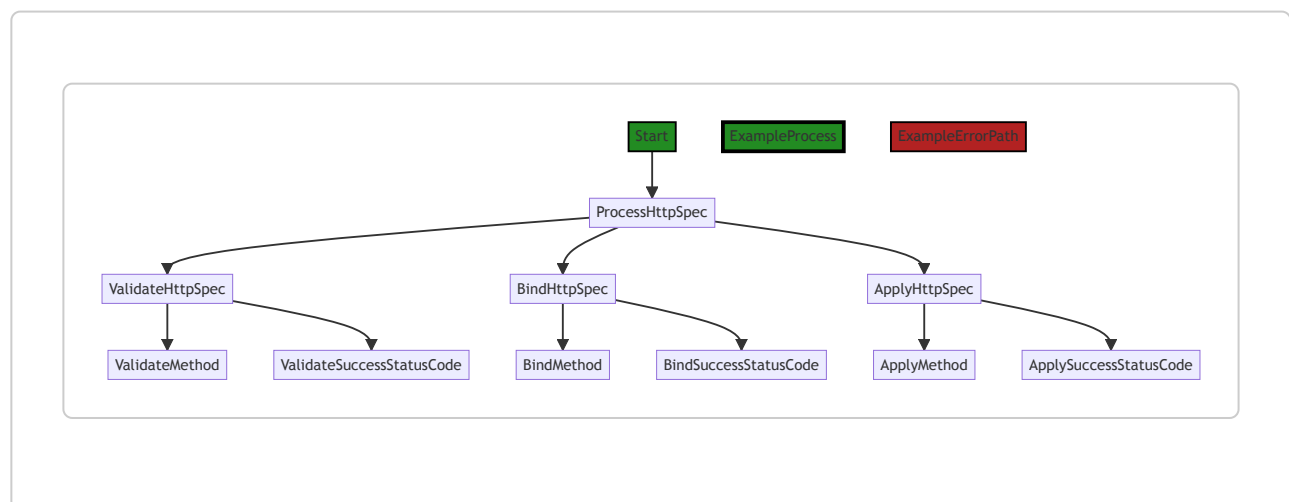 Start
ExampleProcess
ExampleErrorPath
ProcessHttpSpec
ValidateHttpSpec
BindHttpSpec
ApplyHttpSpec
ValidateMethod
ValidateSuccessStatusCode
BindMethod
BindSuccessStatusCode
ApplyMethod
ApplySuccessStatusCode